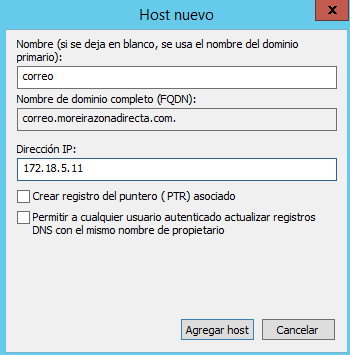 Host nuevo
x
Nombre (si se deja en blanco, se usa el nombre del dominio
primario):
correo
Nombre de dominio completo (FQDN):
correo.moreirazonadirecta.com.
Dirección IP:
172.18.5.11
Crear registro del puntero (PTR) asociado
Permitir a cualquier usuario autenticado actualizar registros
DNS con el mismo nombre de propietario
Agregar host
Cancelar